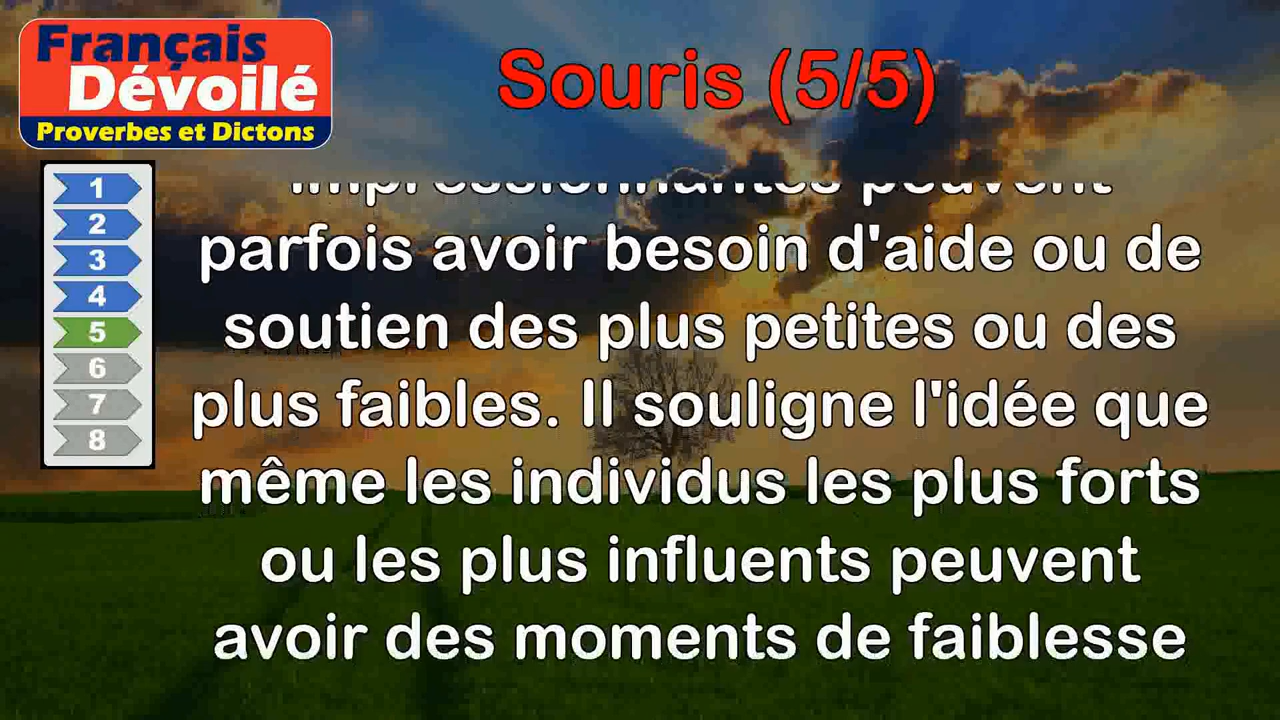 Français
Dévoilé
Proverbes et Dictons
Souris (5/5)
1
2
3
4
5
6
7
8
impressionnantes peuvent
parfois avoir besoin d'aide ou de
soutien des plus petites ou des
plus faibles. Il souligne l'idée que
même les individus les plus forts
ou les plus influents peuvent
avoir des moments de faiblesse